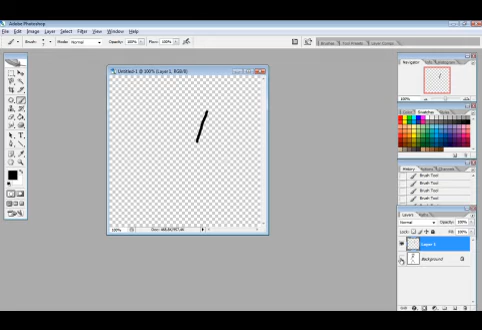 Adobe Photoshop
File Edit Image Layer Select Filter View Window Help
Brush: Mode: Normal Opacity: 100% Flow: 100%
Untitled-1 @ 100% (Layer 1, RGB/8)
100%
Navigator
100%
Swatches
History
Brush Tool
Brush Tool
Brush Tool
Brush Tool
Layers
Normal Opacity: 100%
Lock: Fill: 100%
Layer 1
Background